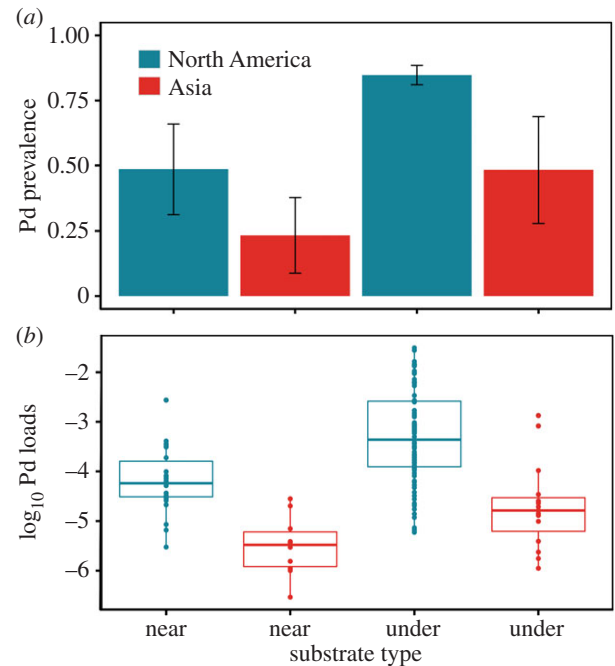 (a)
1.00
0.75
0.50
0.25
0
Pd prevalence
North America
Asia
(b)
–2
–3
–4
–5
–6
log10 Pd loads
near near under under
substrate type